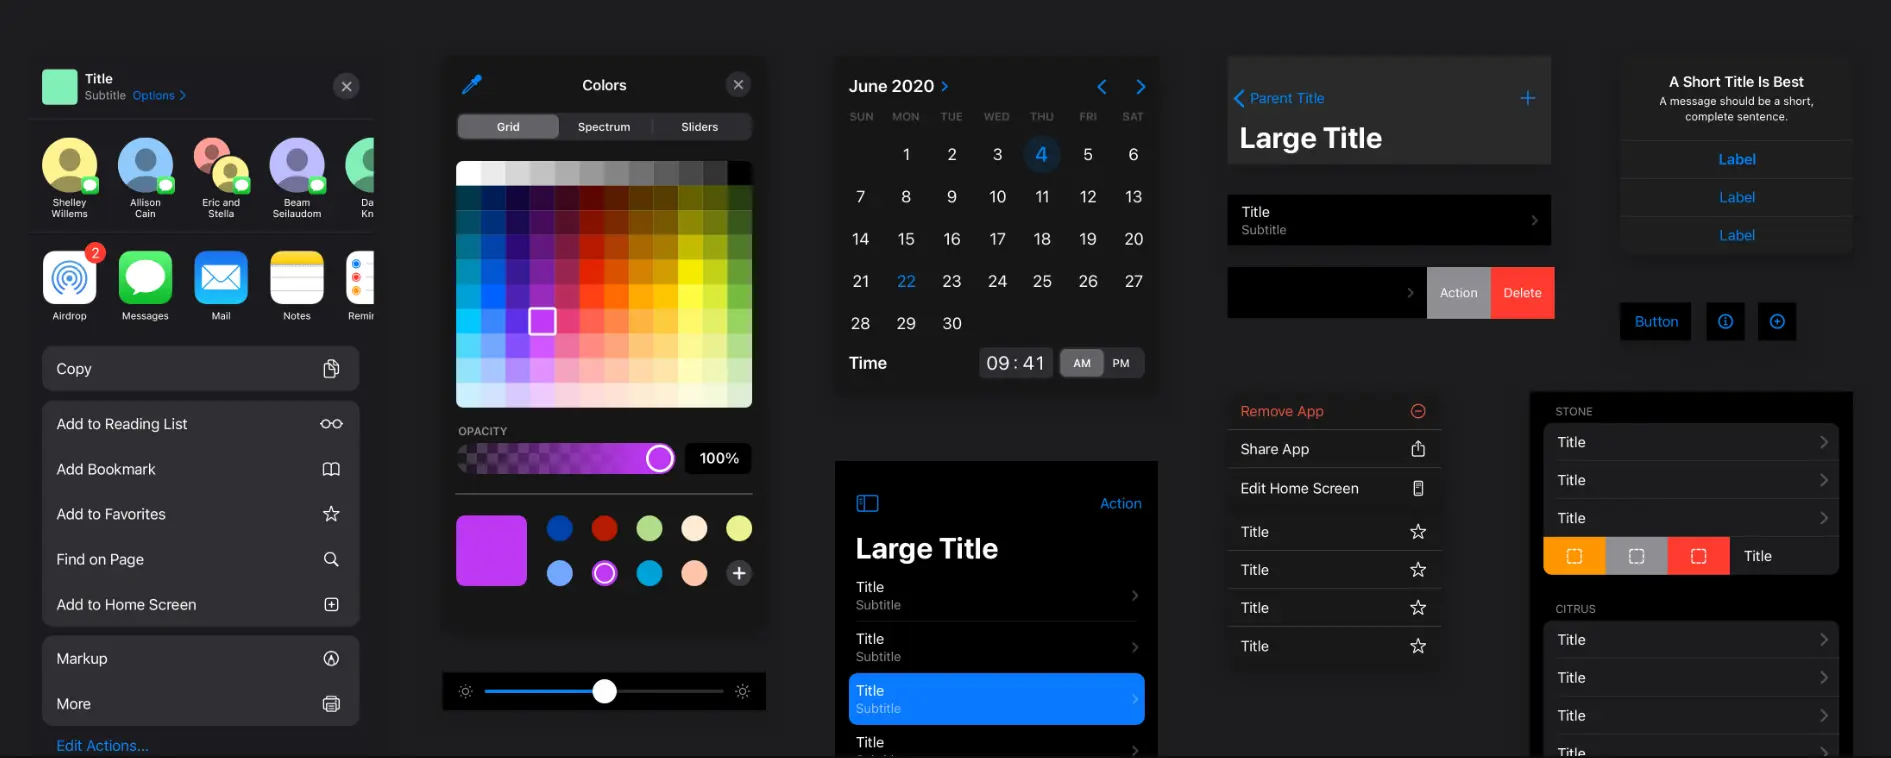 Title
Subtitle Options
Shelley
Willems
Allison
Cain
Eric and
Stella
Beam
Seilaudom
Da
Kn
2
Airdrop
Messages
Mail
Notes
Remin
Copy
Add to Reading List
Add Bookmark
Add to Favorites
Find on Page
Add to Home Screen
Markup
More
Edit Actions...
Colors
Grid Spectrum Sliders
OPACITY
100%
June 2020
SUN MON TUE WED THU FRI SAT
1 2 3 4 5 6
7 8 9 10 11 12 13
14 15 16 17 18 19 20
21 22 23 24 25 26 27
28 29 30
Time 09:41 AM PM
Action
Large Title
Title
Subtitle
Title
Subtitle
Title
Subtitle
Title
Parent Title
Large Title
Title
Subtitle
Action Delete
Remove App
Share App
Edit Home Screen
Title
Title
Title
Title
A Short Title Is Best
A message should be a short,
complete sentence.
Label
Label
Label
Button
STONE
Title
Title
Title
Title
CITRUS
Title
Title
Title
Title